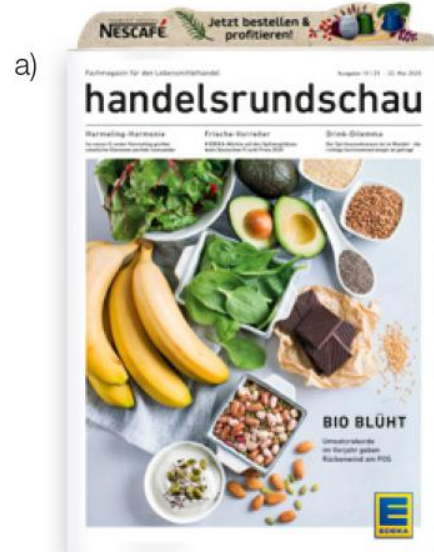 NESCAFÉ
Jetzt bestellen &
profitieren!
a)
Fachmagazin für den Lebensmittelhandel
handelsrundschau
Harmeling-Harmonie
Frische-Vorreiter
Drink-Dilemma
BIO BLÜHT
Umsatzrekorde
im Vorjahr geben
Rückenwind am POS
E
EDEKA